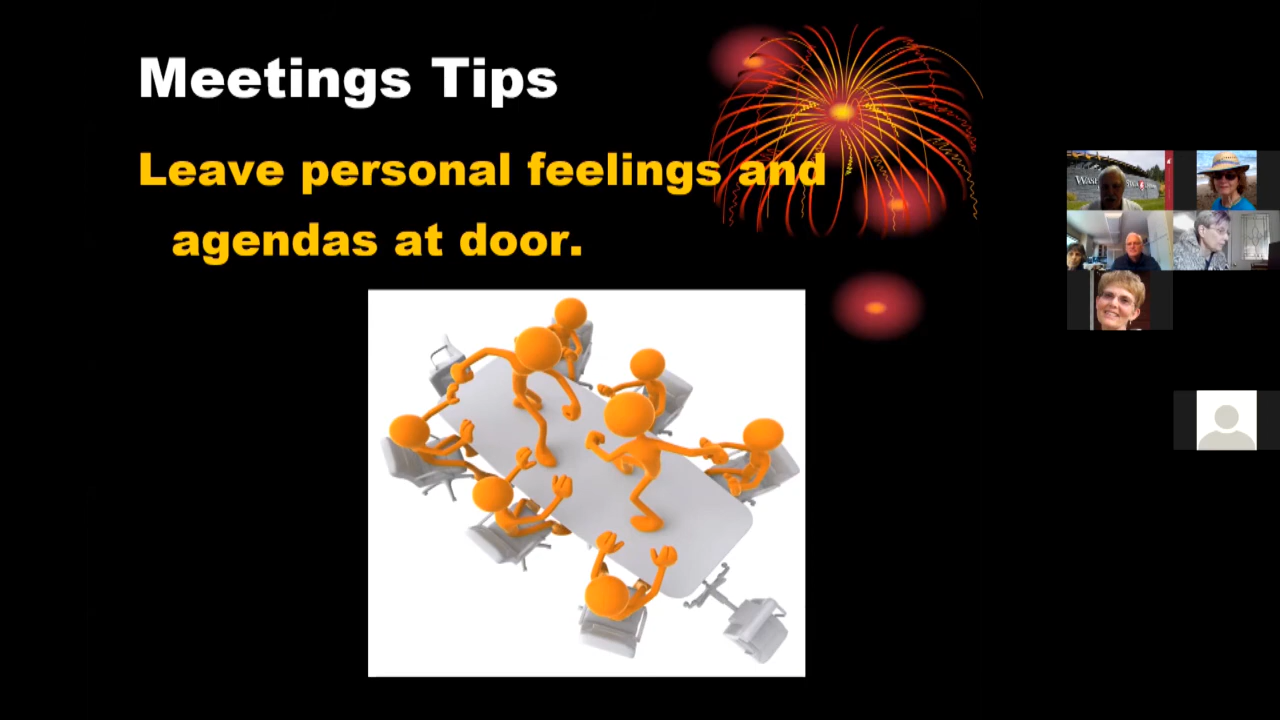 Meetings Tips
Leave personal feelings and
agendas at door.